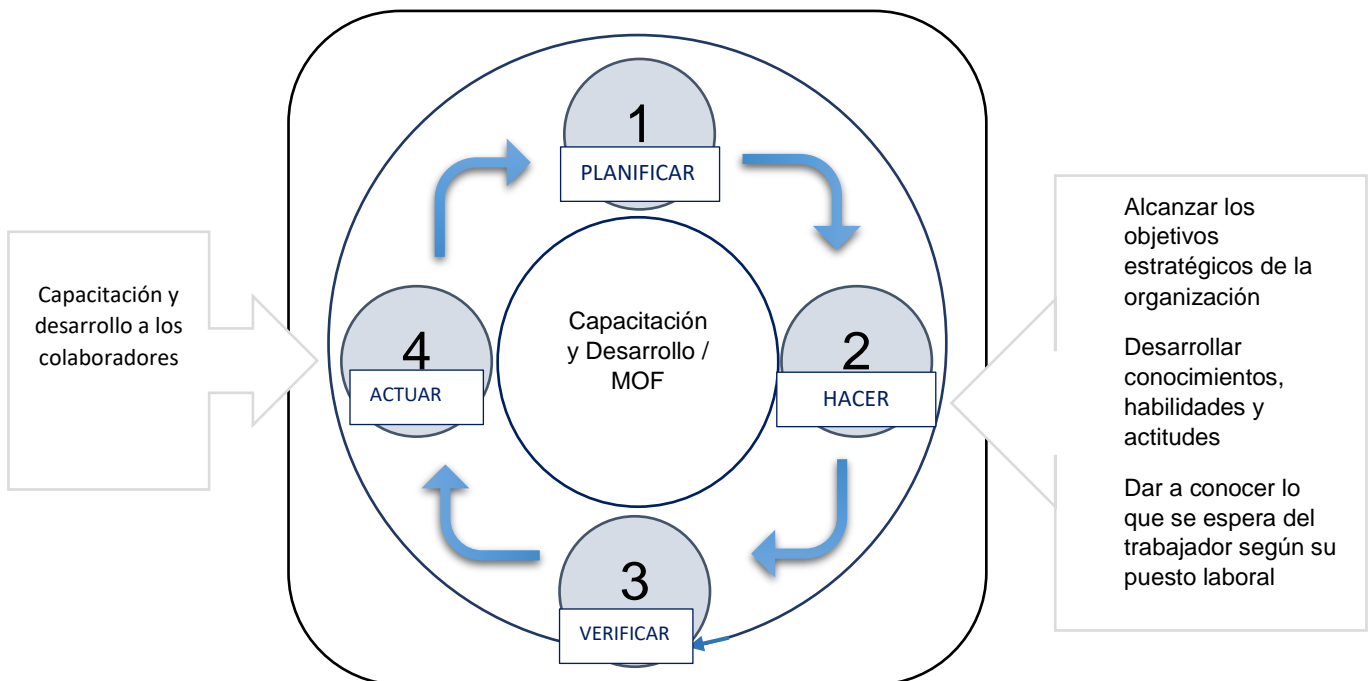 1
PLANIFICAR
Capacitación y
desarrollo a los
colaboradores
4
ACTUAR
Capacitación
y Desarrollo /
MOF
2
HACER
3
VERIFICAR
Alcanzar los
objetivos
estratégicos de la
organización
Desarrollar
conocimientos,
habilidades y
actitudes
Dar a conocer lo
que se espera del
trabajador según su
puesto laboral